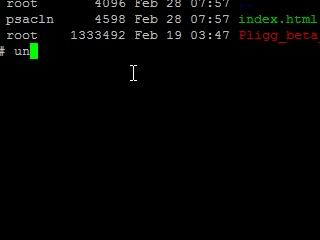 root 4096 Feb 28 07:57 ..
psacln 4598 Feb 28 07:57 index.html
root 1333492 Feb 19 03:47 Pligg_beta_
# un